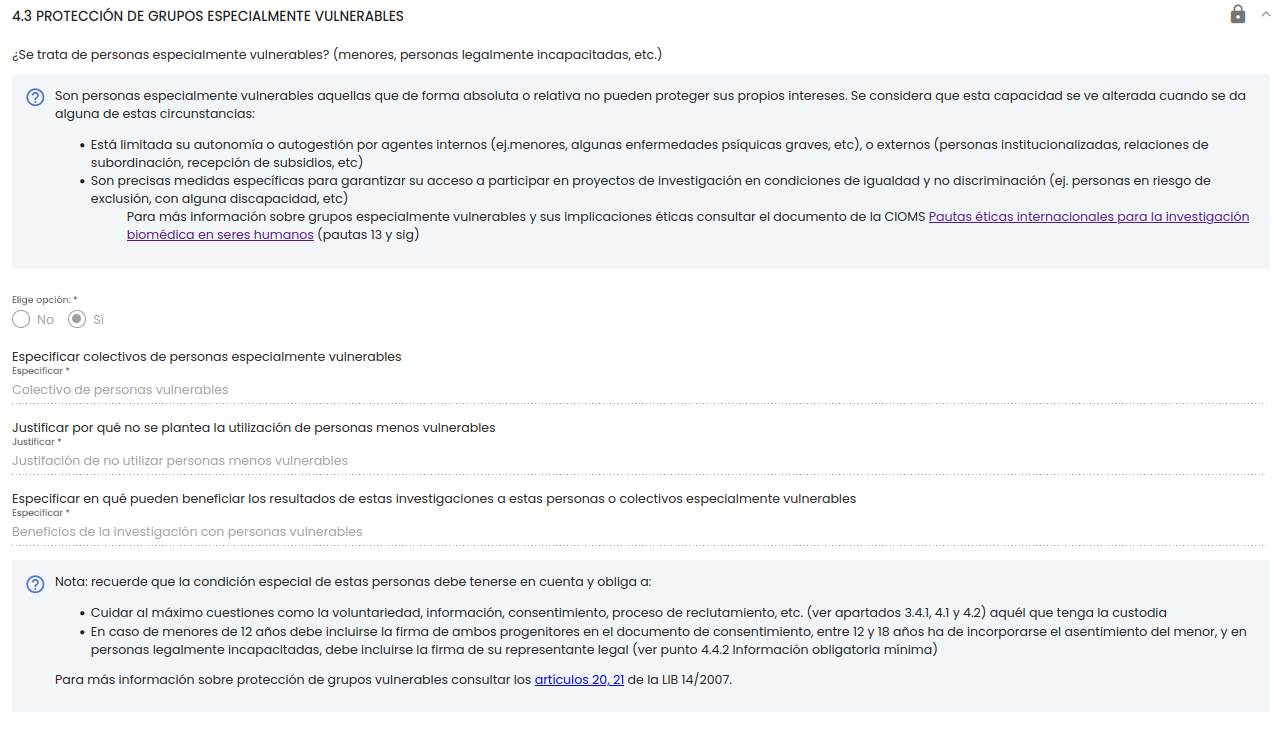 4.3 PROTECCIÓN DE GRUPOS ESPECIALMENTE VULNERABLES
¿Se trata de personas especialmente vulnerables? (menores, personas legalmente incapacitadas, etc.)
Son personas especialmente vulnerables aquellas que de forma absoluta o relativa no pueden proteger sus propios intereses. Se considera que esta capacidad se ve alterada cuando se da
alguna de estas circunstancias:
• Está limitada su autonomía o autogestión por agentes internos (ej.menores, algunas enfermedades psíquicas graves, etc), o externos (personas institucionalizadas, relaciones de
subordinación, recepción de subsidios, etc)
• Son precisas medidas específicas para garantizar su acceso a participar en proyectos de investigación en condiciones de igualdad y no discriminación (ej. personas en riesgo de
exclusión, con alguna discapacidad, etc)
Para más información sobre grupos especialmente vulnerables y sus implicaciones éticas consultar el documento de la CIOMS Pautas éticas internacionales para la investigación
biomédica en seres humanos (pautas 13 y sig)
Elige opción: *
No Sí
Especificar colectivos de personas especialmente vulnerables
Especificar *
Colectivo de personas vulnerables
Justificar por qué no se plantea la utilización de personas menos vulnerables
Justificar *
Justifación de no utilizar personas menos vulnerables
Especificar en qué pueden beneficiar los resultados de estas investigaciones a estas personas o colectivos especialmente vulnerables
Especificar *
Beneficios de la investigación con personas vulnerables
Nota: recuerde que la condición especial de estas personas debe tenerse en cuenta y obliga a:
• Cuidar al máximo cuestiones como la voluntariedad, información, consentimiento, proceso de reclutamiento, etc. (ver apartados 3.4.1, 4.1 y 4.2) aquél que tenga la custodia
• En caso de menores de 12 años debe incluirse la firma de ambos progenitores en el documento de consentimiento, entre 12 y 18 años ha de incorporarse el asentimiento del menor, y en
personas legalmente incapacitadas, debe incluirse la firma de su representante legal (ver punto 4.4.2 Información obligatoria mínima)
Para más información sobre protección de grupos vulnerables consultar los artículos 20, 21 de la LIB 14/2007.